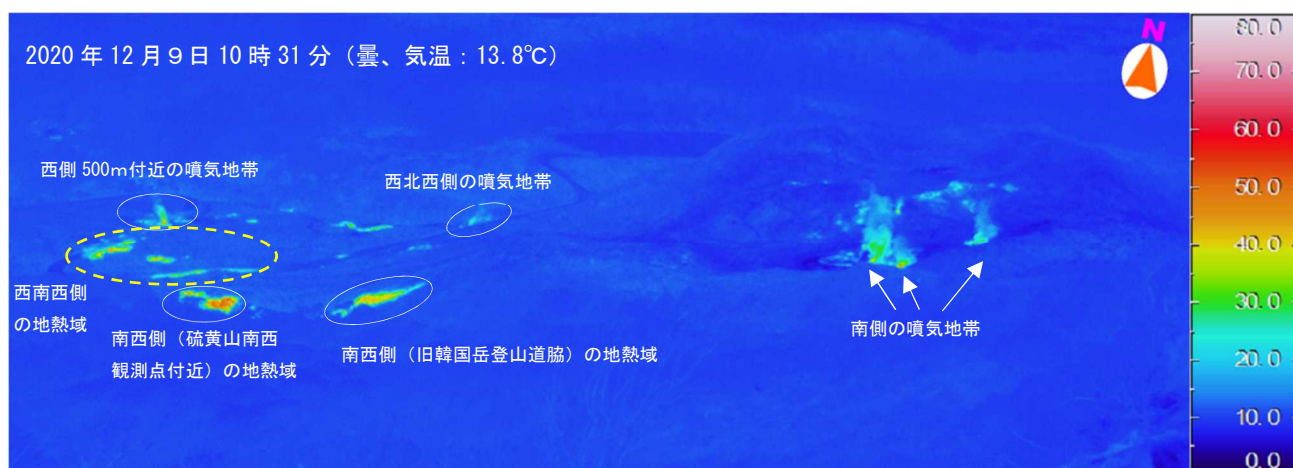 2020年12月9日10時31分（曇、気温：13.8℃）
N
西側500m付近の噴気地帯
西北西側の噴気地帯
西南西側
の地熱域
南西側（硫黄山南西
観測点付近）の地熱域
南西側（旧韓国岳登山道脇）の地熱域
南側の噴気地帯
80.0
70.0
60.0
50.0
40.0
30.0
20.0
10.0
0.0